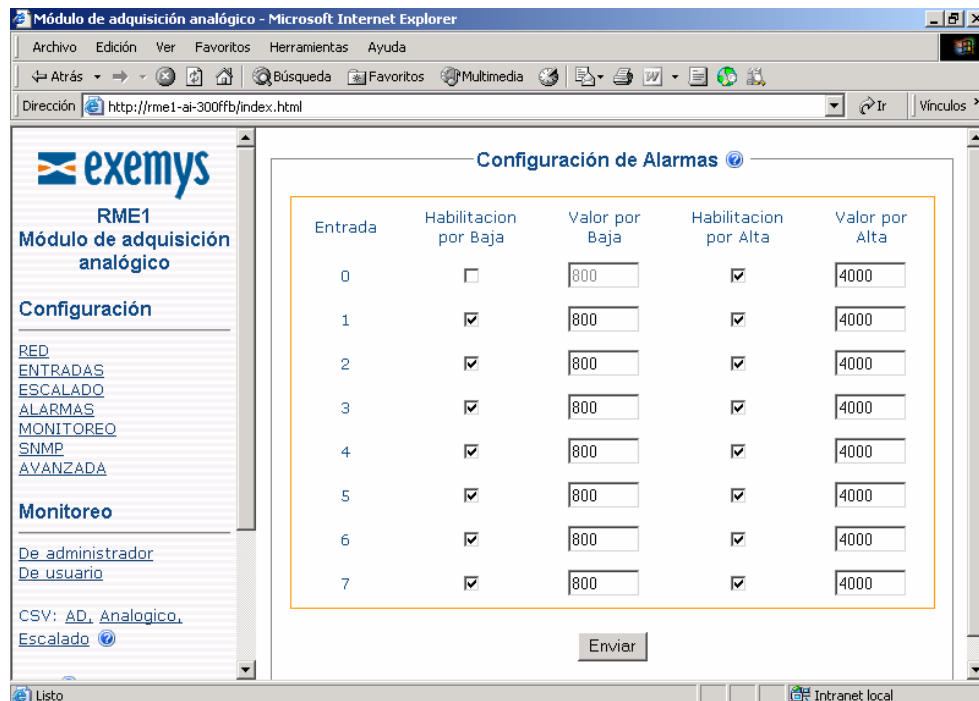 Módulo de adquisición analógico - Microsoft Internet Explorer
Archivo Edición Ver Favoritos Herramientas Ayuda
Atrás Búsqueda Favoritos Multimedia
Dirección http://rme1-ai-300ffb/index.html Ir Vínculos
exemys
RME1
Módulo de adquisición
analógico
Configuración
RED
ENTRADAS
ESCALADO
ALARMAS
MONITOREO
SNMP
AVANZADA
Monitoreo
De administrador
De usuario
CSV: AD, Analogico,
Escalado
Configuración de Alarmas
Entrada Habilitacion por Baja Valor por Baja Habilitacion por Alta Valor por Alta
0 800 4000
1 800 4000
2 800 4000
3 800 4000
4 800 4000
5 800 4000
6 800 4000
7 800 4000
Enviar
Listo Intranet local